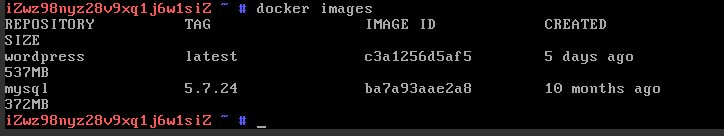 iZwz98nyz28v9xq1j6w1siZ ~ # docker images
REPOSITORY TAG IMAGE ID CREATED
SIZE
wordpress latest c3a1256d5af5 5 days ago
537MB
mysql 5.7.24 ba7a93aae2a8 10 months ago
372MB
iZwz98nyz28v9xq1j6w1siZ ~ # _